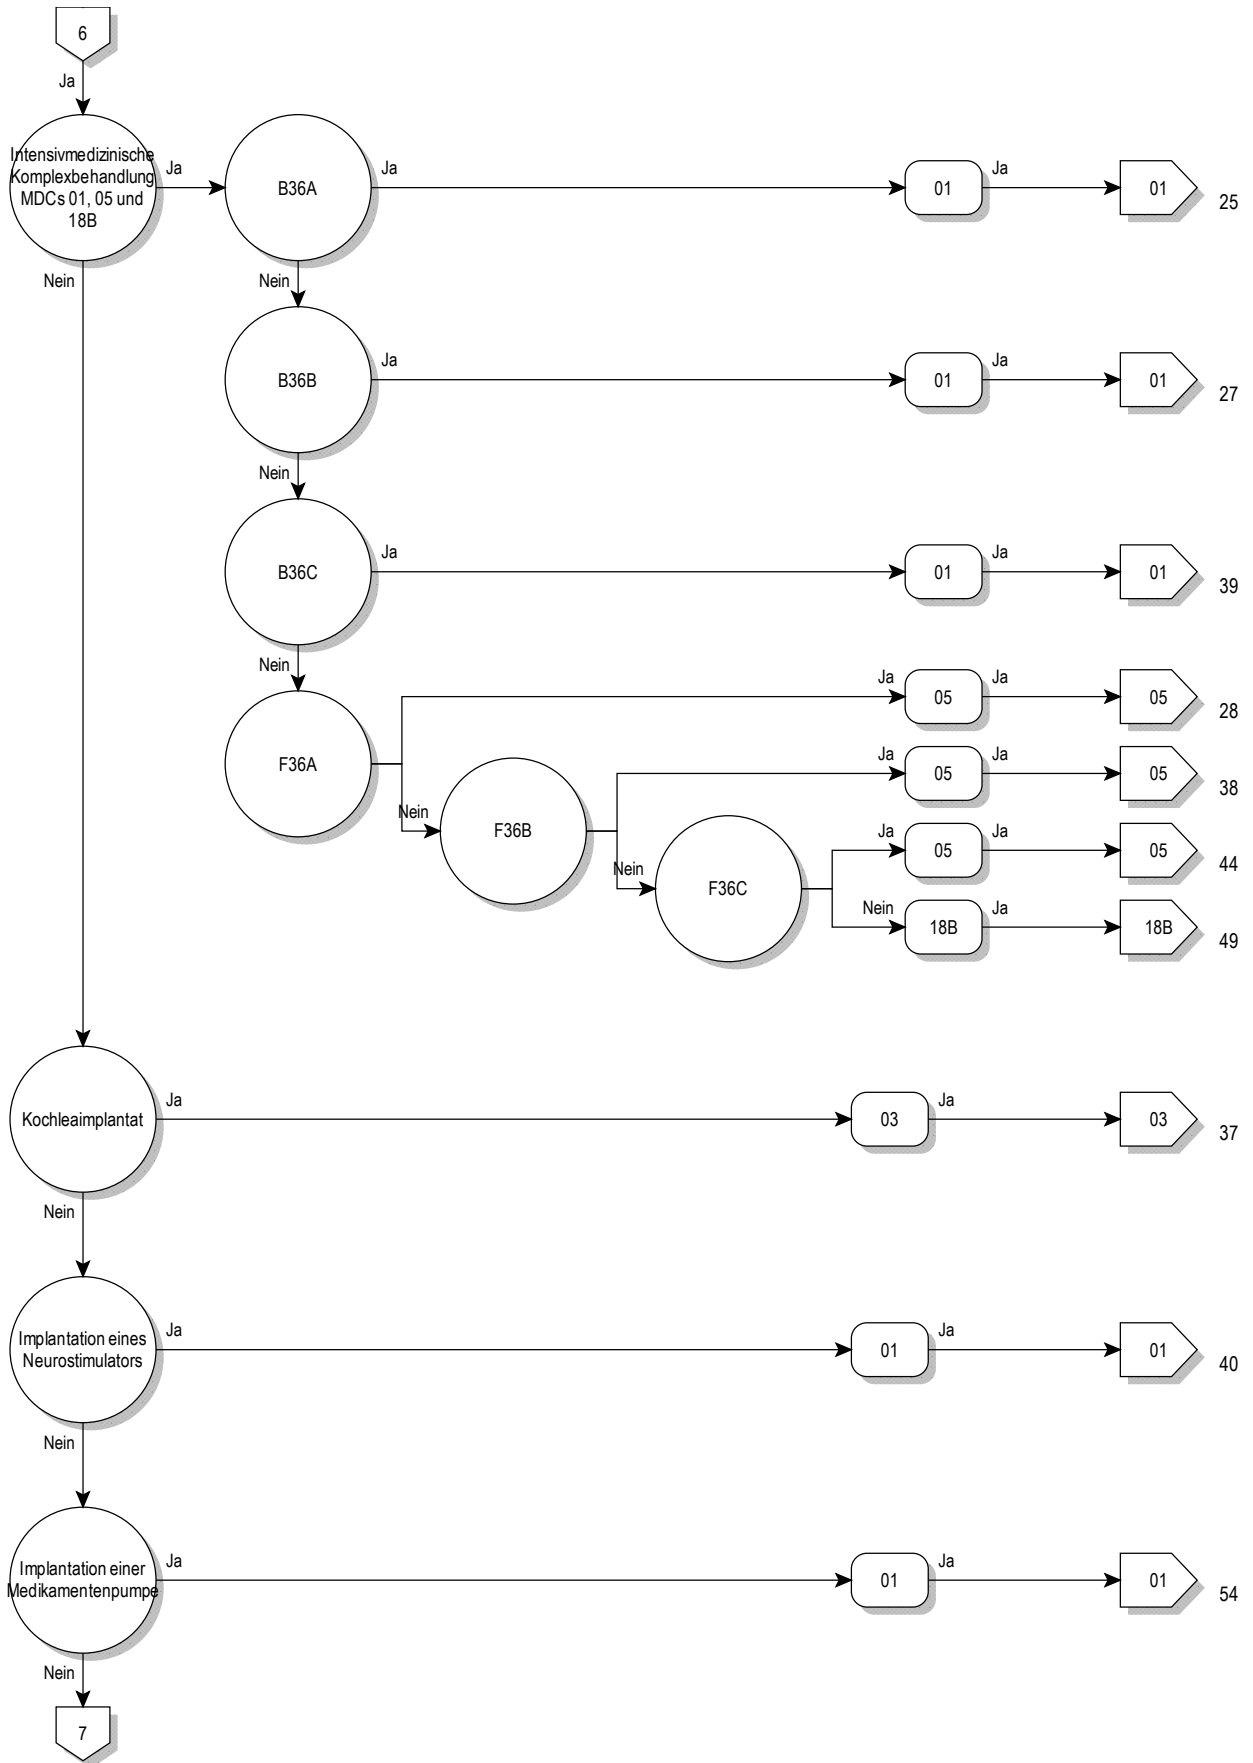 6
Ja
Intensivmedizinische
Komplexbehandlung
MDCs 01, 05 und
18B
Ja
B36A
Ja
01
Ja
01
25
Nein
Nein
B36B
Ja
01
Ja
01
27
Nein
B36C
Ja
01
Ja
01
39
Nein
F36A
Ja
05
Ja
05
28
Nein
F36B
Ja
05
Ja
05
38
Nein
F36C
Ja
05
Ja
05
44
Nein
18B
Ja
18B
49
Kochleaimplantat
Ja
03
Ja
03
37
Nein
Implantation eines
Neurostimulators
Ja
01
Ja
01
40
Nein
Implantation einer
Medikamentenpumpe
Ja
01
Ja
01
54
Nein
7